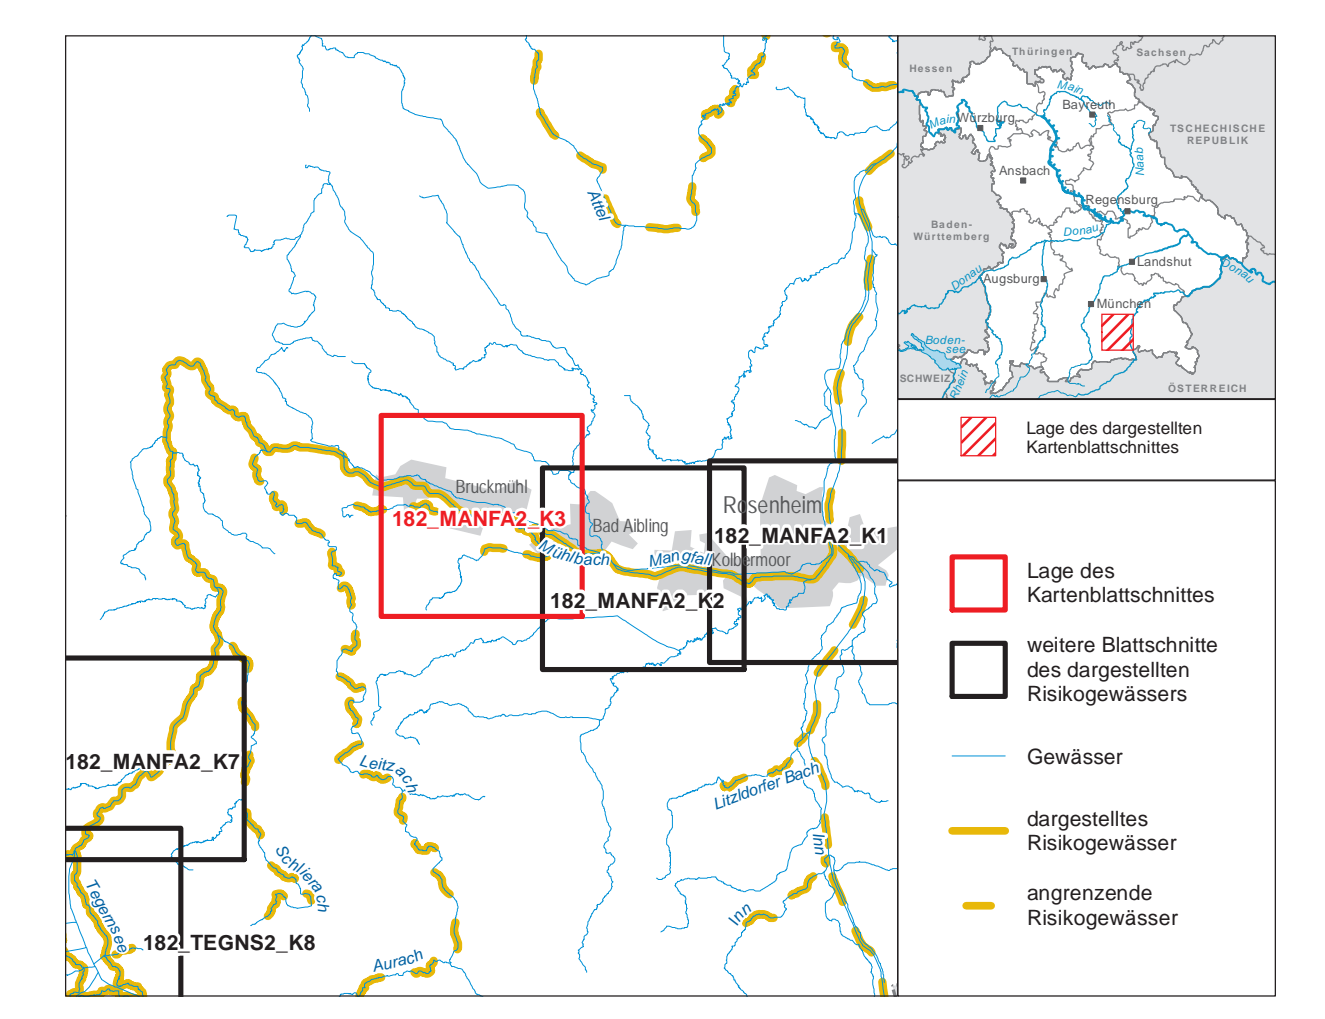 Attel
Bruckmühl
182_MANFA2_K3
Bad Aibling
Rosenheim
182_MANFA2_K1
Mühlbach
Mangfall
Kolbermoor
182_MANFA2_K2
182_MANFA2_K7
Leitzach
Litzldorfer Bach
Inn
Schlierach
Tegernsee
Inn
182_TEGNS2_K8
Aurach
Thüringen
Sachsen
Hessen
Main
Bayreuth
Main
Würzburg
TSCHECHISCHE
REPUBLIK
Naab
Ansbach
Regensburg
Baden-
Württemberg
Donau
Landshut
Donau
Augsburg
Donau
München
Boden-
see
SCHWEIZ
Rhein
ÖSTERREICH
Lage des dargestellten
Kartenblattschnittes
Lage des
Kartenblattschnittes
weitere Blattschnitte
des dargestellten
Risikogewässers
Gewässer
dargestelltes
Risikogewässer
angrenzende
Risikogewässer